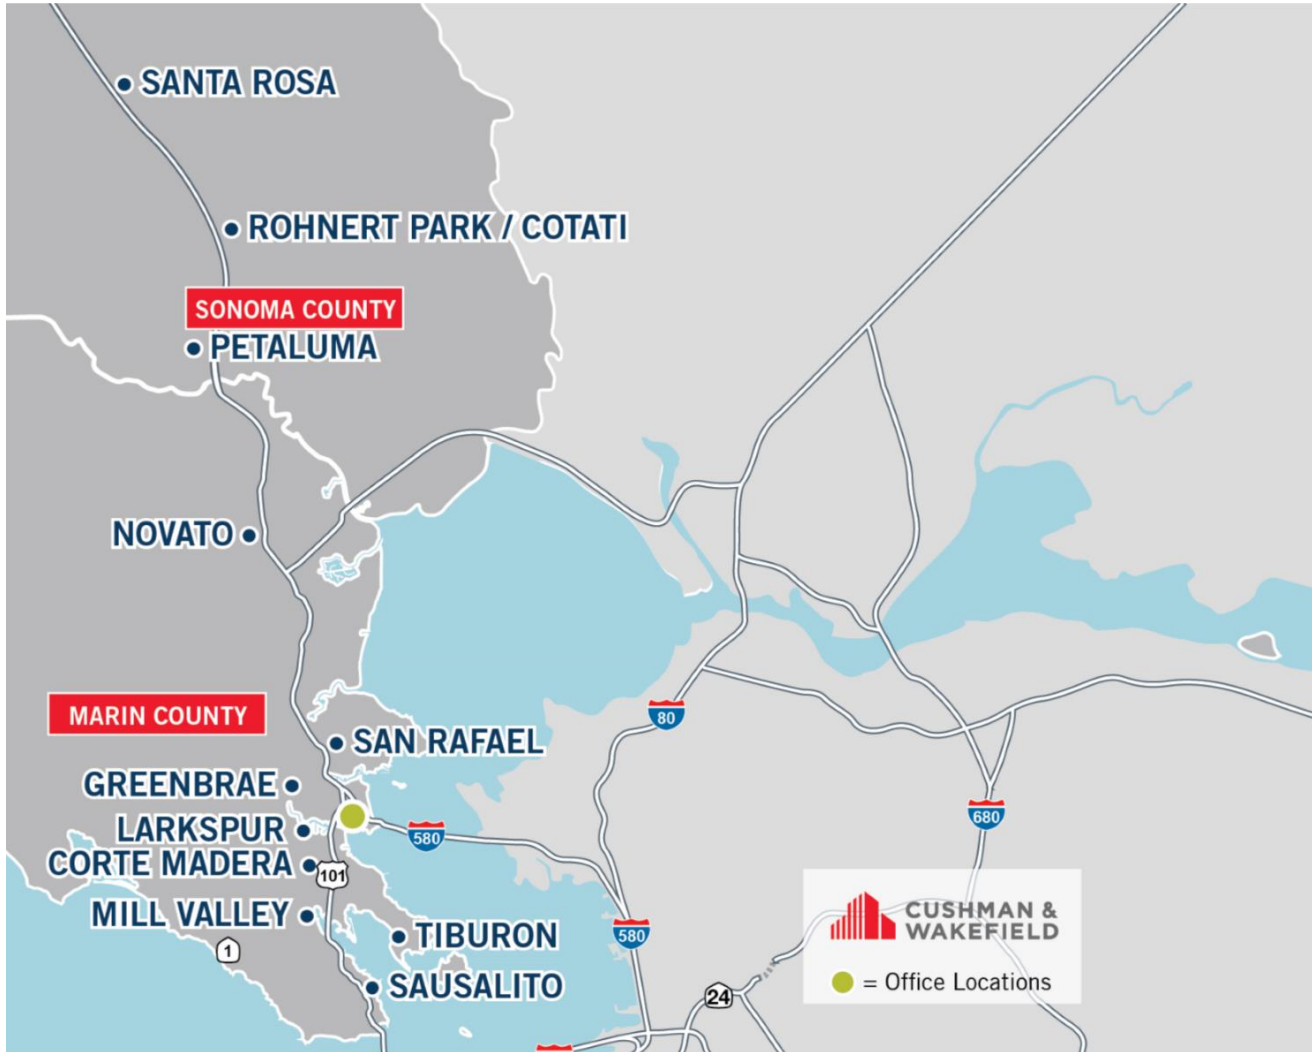 SANTA ROSA
ROHNERT PARK / COTATI
SONOMA COUNTY
PETALUMA
NOVATO
MARIN COUNTY
80
SAN RAFAEL
GREENBRAE
LARKSPUR
580
680
CORTE MADERA
101
MILL VALLEY
TIBURON
580
1
SAUSALITO
24
CUSHMAN &
WAKEFIELD
= Office Locations